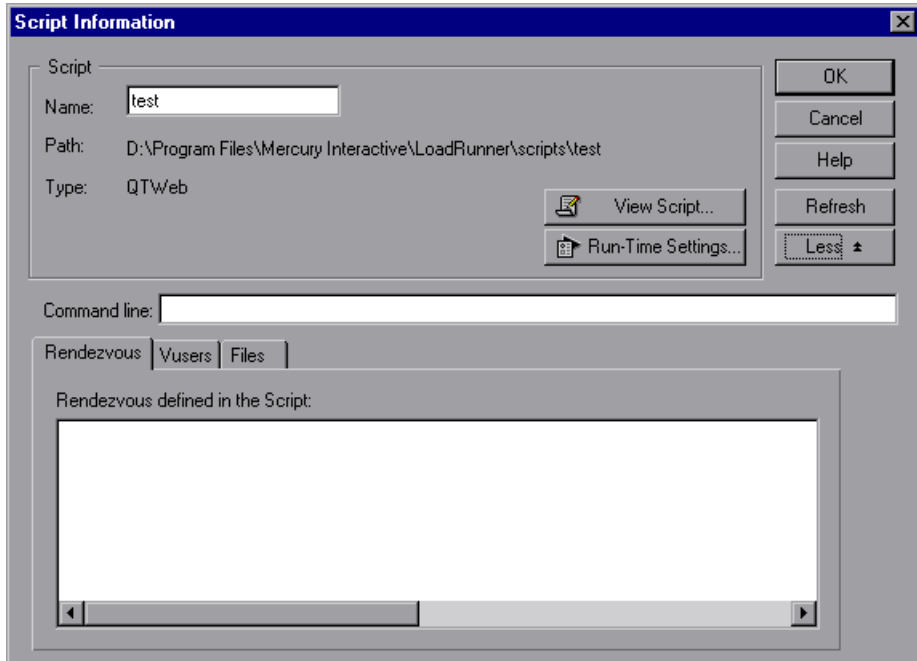 Script Information
Script
Name: test
Path: D:\Program Files\Mercury Interactive\LoadRunner\scripts\test
Type: QTWeb
View Script...
Run-Time Settings...
OK
Cancel
Help
Refresh
Less
Command line:
Rendezvous Vusers Files
Rendezvous defined in the Script: